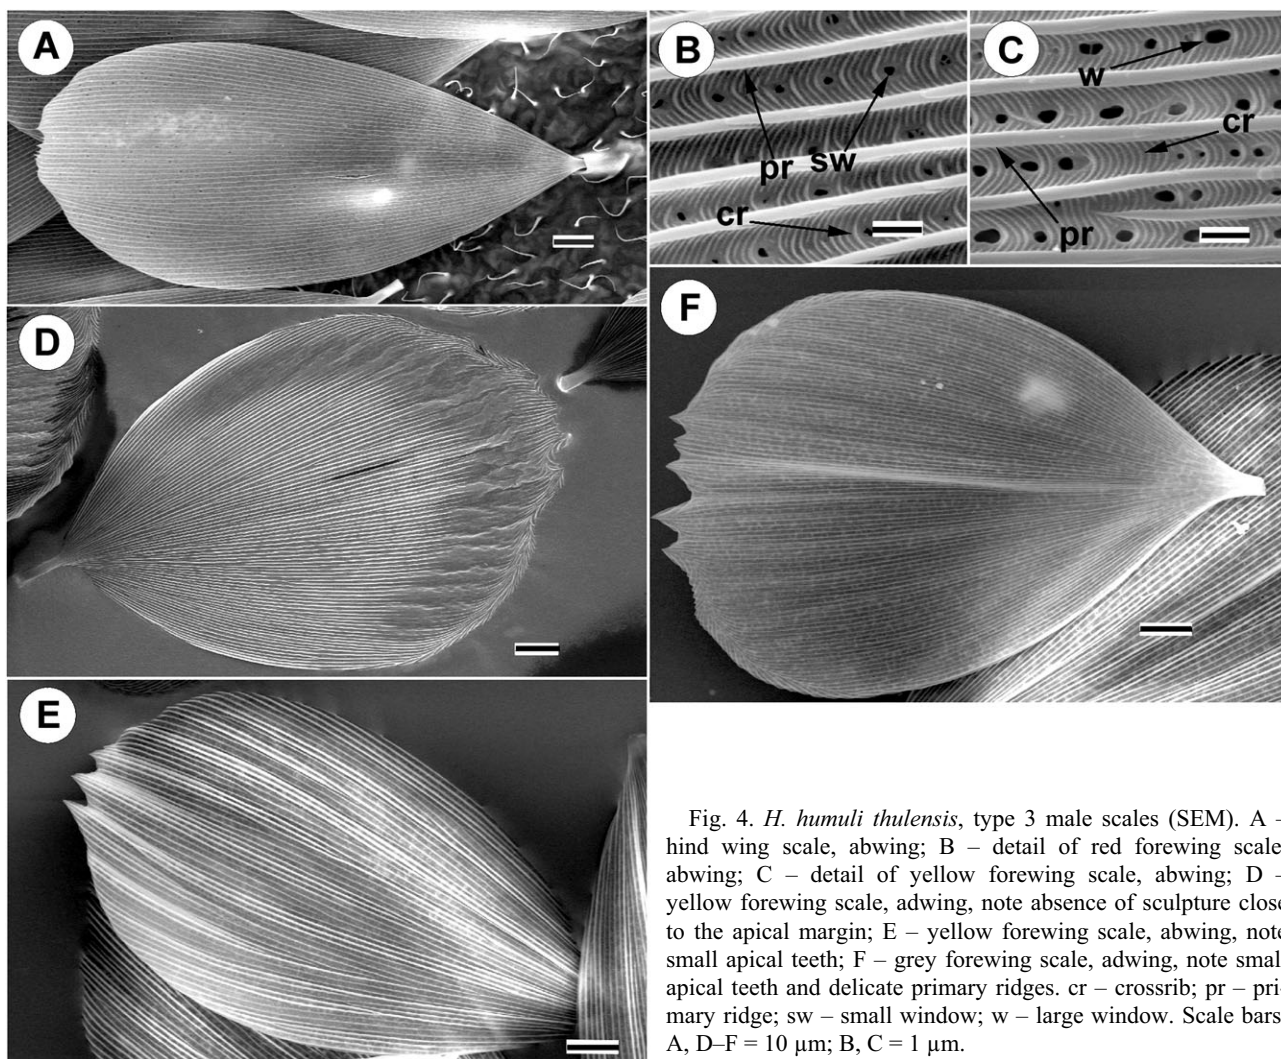 A
B
C
w
cr
pr
sw
cr
pr
D
F
E
Fig. 4. H. humuli thulensis, type 3 male scales (SEM). A –
hind wing scale, abwing; B – detail of red forewing scale
abwing; C – detail of yellow forewing scale, abwing; D –
yellow forewing scale, adwing, note absence of sculpture close
to the apical margin; E – yellow forewing scale, abwing, note
small apical teeth; F – grey forewing scale, adwing, note smal
apical teeth and delicate primary ridges. cr – crossrib; pr – pri-
mary ridge; sw – small window; w – large window. Scale bars
A, D–F = 10 µm; B, C = 1 µm.